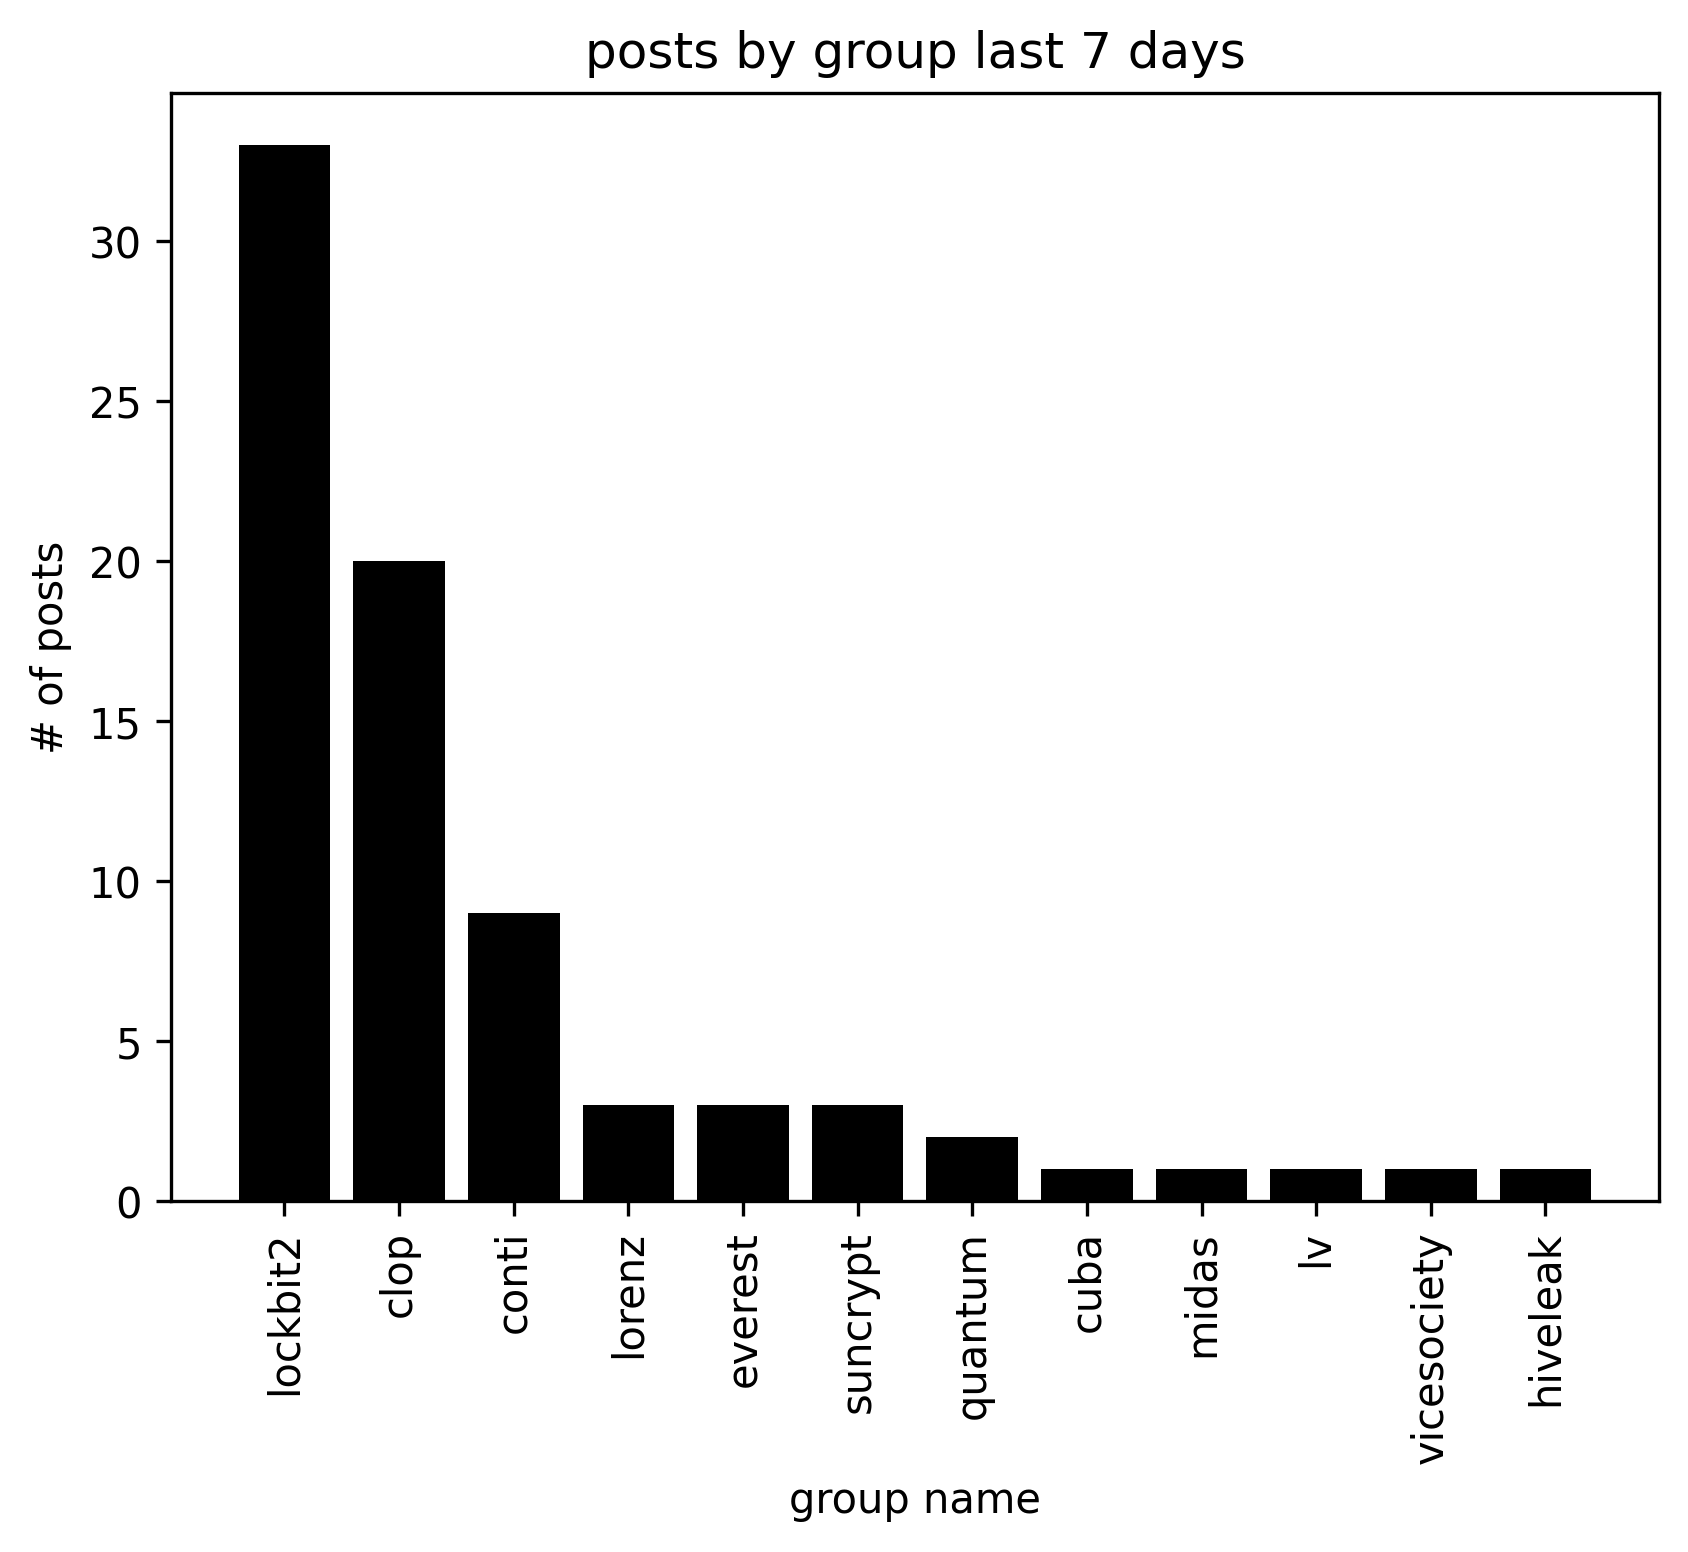 posts by group last 7 days
# of posts
30
25
20
15
10
5
0
lockbit2
clop
conti
lorenz
everest
suncrypt
quantum
cuba
midas
lv
vicesociety
hiveleak
group name